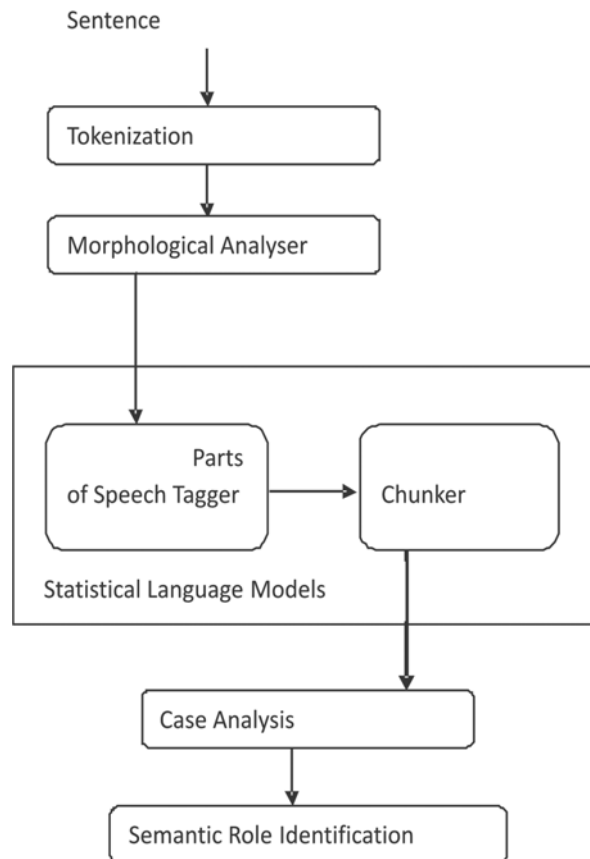 Sentence
Tokenization
Morphological Analyser
Parts
of Speech Tagger
Chunker
Statistical Language Models
Case Analysis
Semantic Role Identification